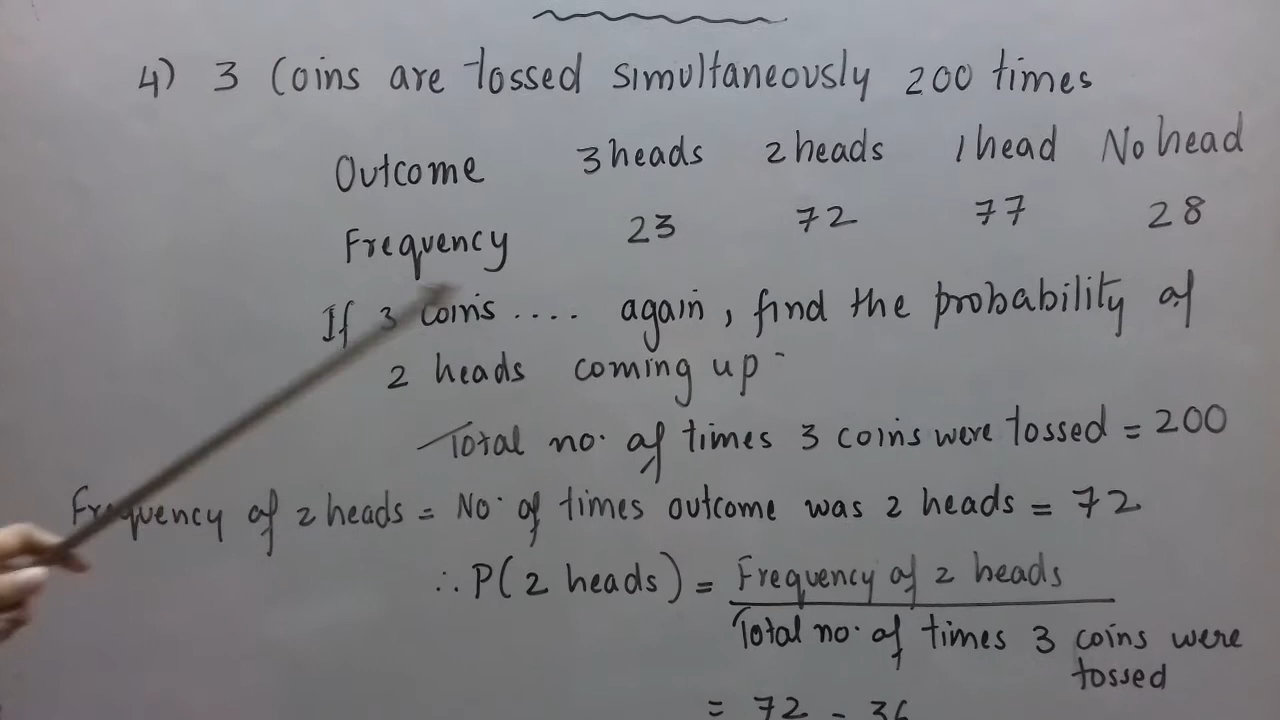 4) 3 Coins are tossed simultaneously 200 times
Outcome 3 heads 2 heads 1 head No head
Frequency 23 72 77 28
If 3 coins .... again, find the probability of
2 heads coming up
Total no. of times 3 coins were tossed = 200
Frequency of 2 heads = No. of times outcome was 2 heads = 72
∴ P(2 heads) = Frequency of 2 heads
Total no. of times 3 coins were
tossed
= 72 - 36